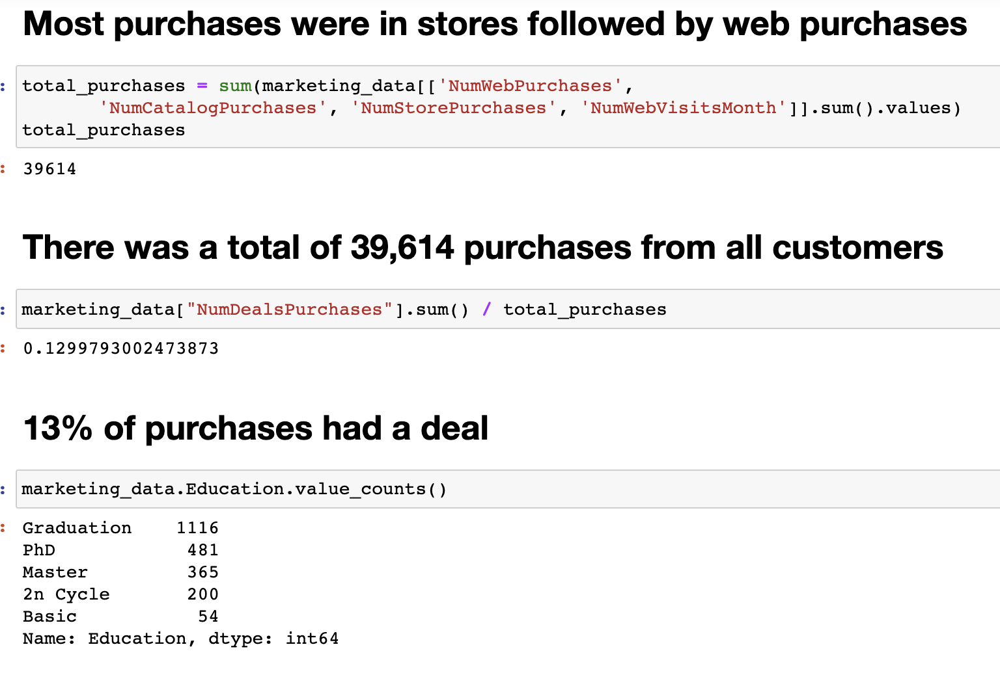 Most purchases were in stores followed by web purchases
: total_purchases = sum(marketing_data[['NumWebPurchases',
'NumCatalogPurchases', 'NumStorePurchases', 'NumWebVisitsMonth']].sum().values)
total_purchases
: 39614
There was a total of 39,614 purchases from all customers
: marketing_data["NumDealsPurchases"].sum() / total_purchases
: 0.1299793002473873
13% of purchases had a deal
: marketing_data.Education.value_counts()
: Graduation 1116
PhD 481
Master 365
2n Cycle 200
Basic 54
Name: Education, dtype: int64